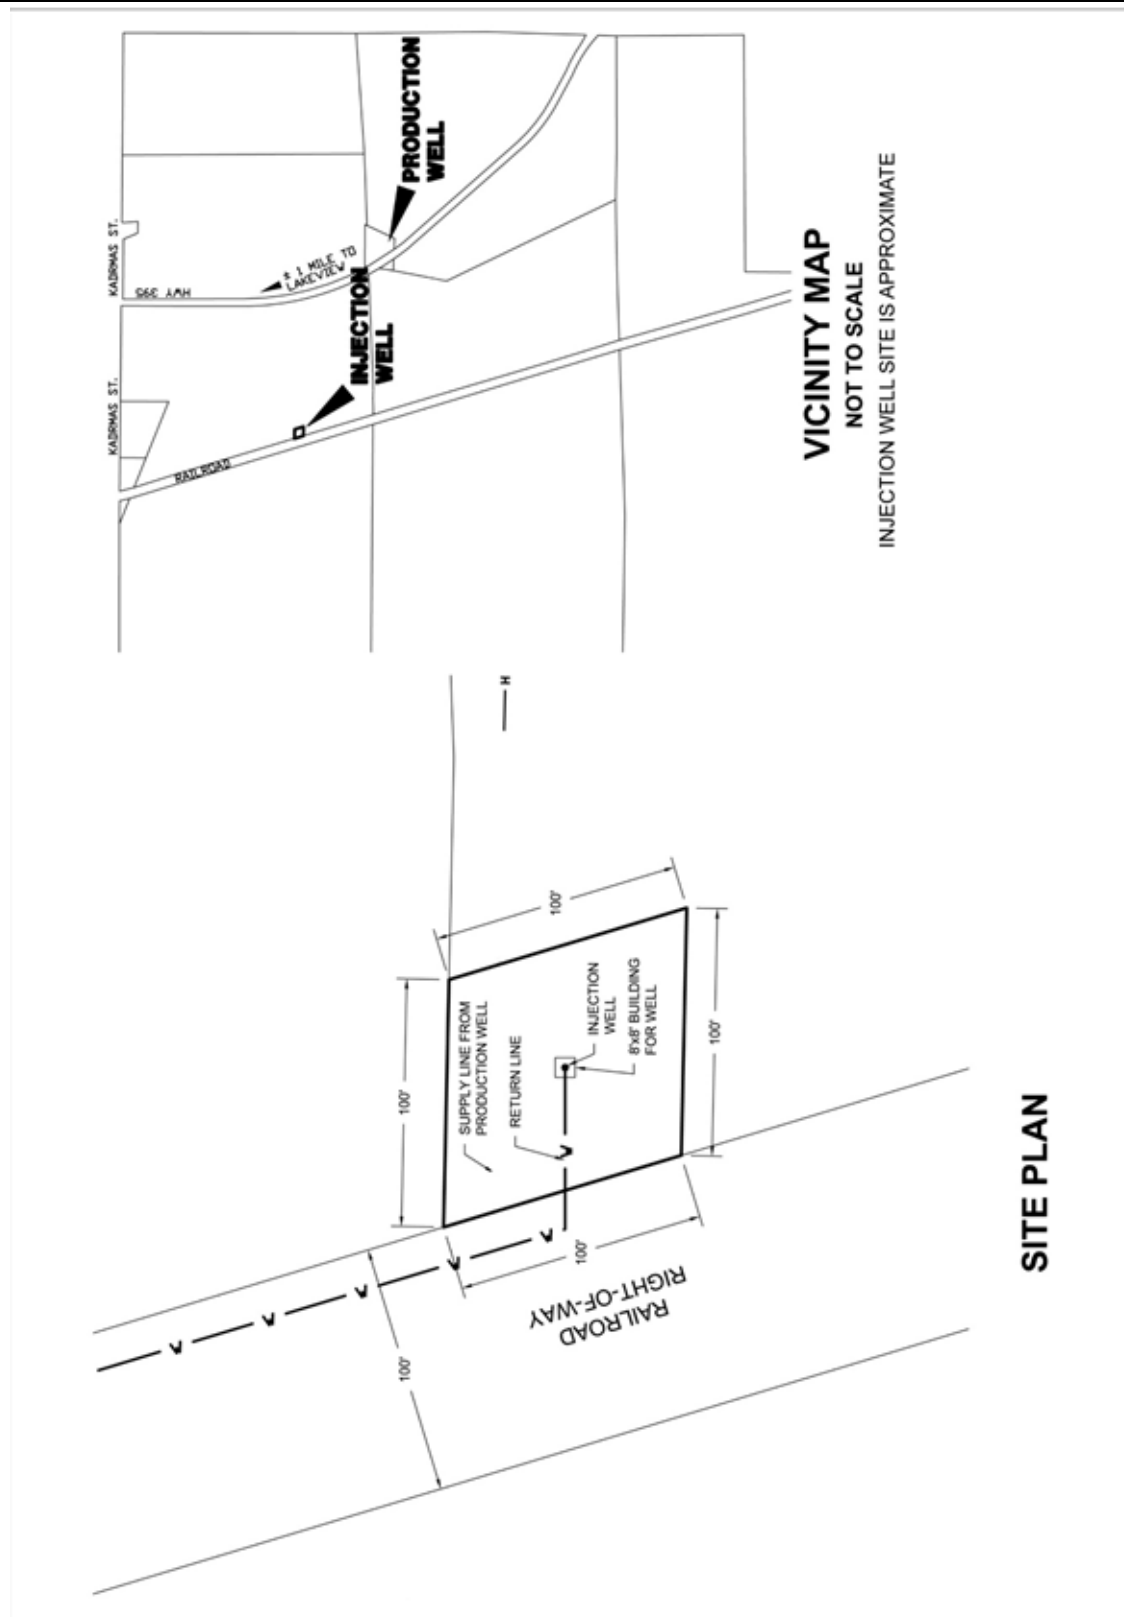 KADRMAS ST.
KADRMAS ST.
HWY 395
± 1 MILE TO
LAKEVIEW
PRODUCTION
WELL
INJECTION
WELL
RAILROAD
VICINITY MAP
NOT TO SCALE
INJECTION WELL SITE IS APPROXIMATE
H
100'
100'
SUPPLY LINE FROM
PRODUCTION WELL
RETURN LINE
INJECTION
WELL
8'x8' BUILDING
FOR WELL
100'
100'
100'
RAILROAD
RIGHT-OF-WAY
SITE PLAN